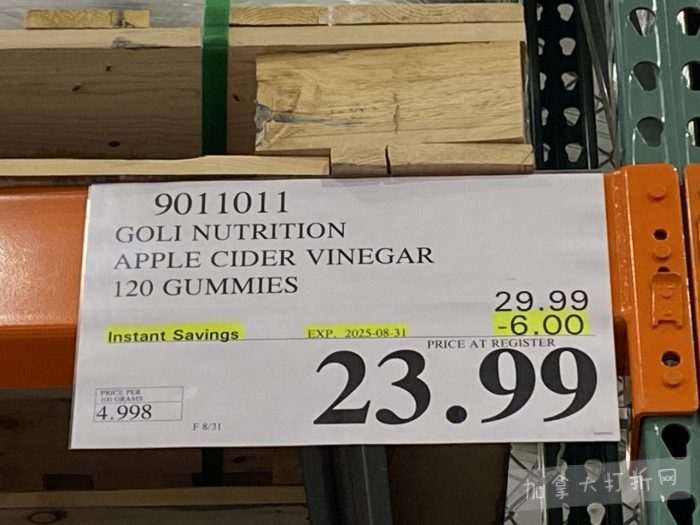 9011011
GOLI NUTRITION
APPLE CIDER VINEGAR
120 GUMMIES
29.99
Instant Savings EXP. 2025-08-31 -6.00
PRICE AT REGISTER
23.99
PRICE PER
100 GRAMS
4.998
F 8/31
加拿大打折网